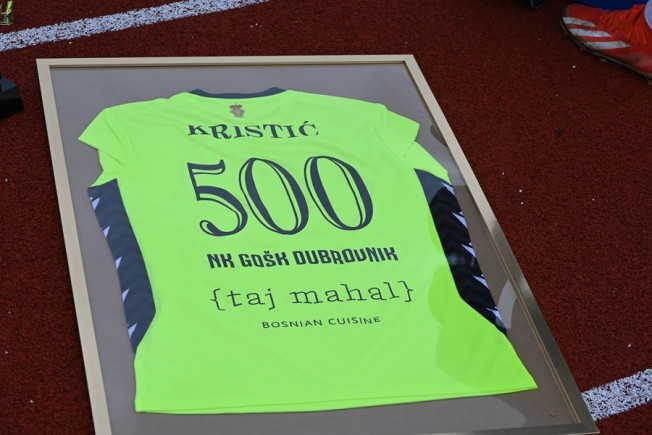 KRISTIĆ
500
NK GOŠK DUBROVNIK
{taj mahal}
BOSNIAN CUISINE